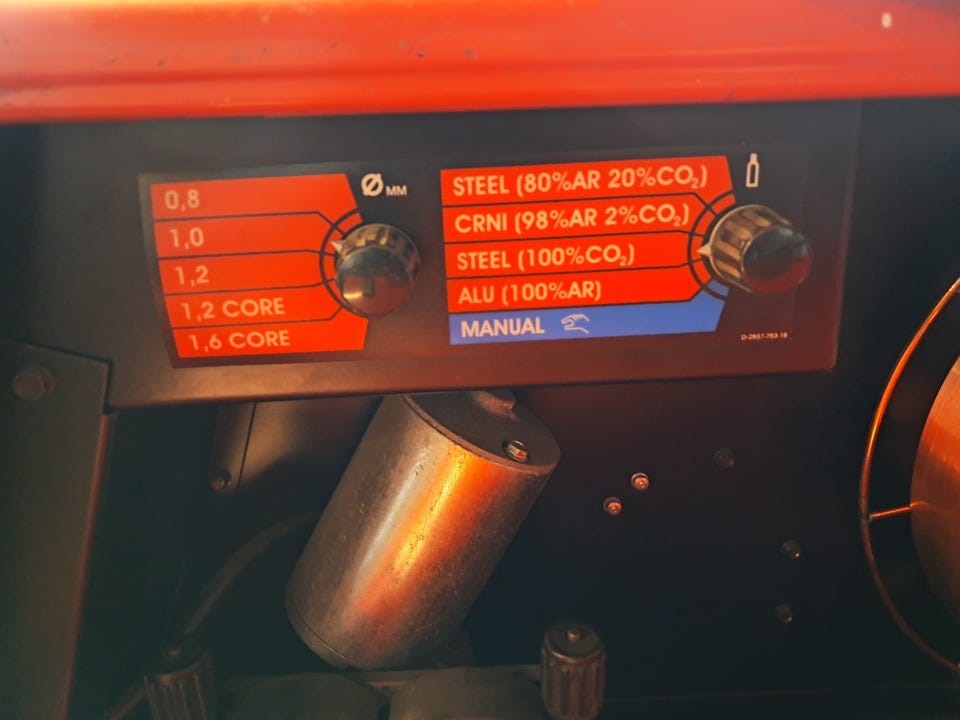 0,8
1,0
1,2
1,2 CORE
1,6 CORE
Ø MM
STEEL (80%AR 20%CO₂)
CRNI (98%AR 2%CO₂)
STEEL (100%CO₂)
ALU (100%AR)
MANUAL